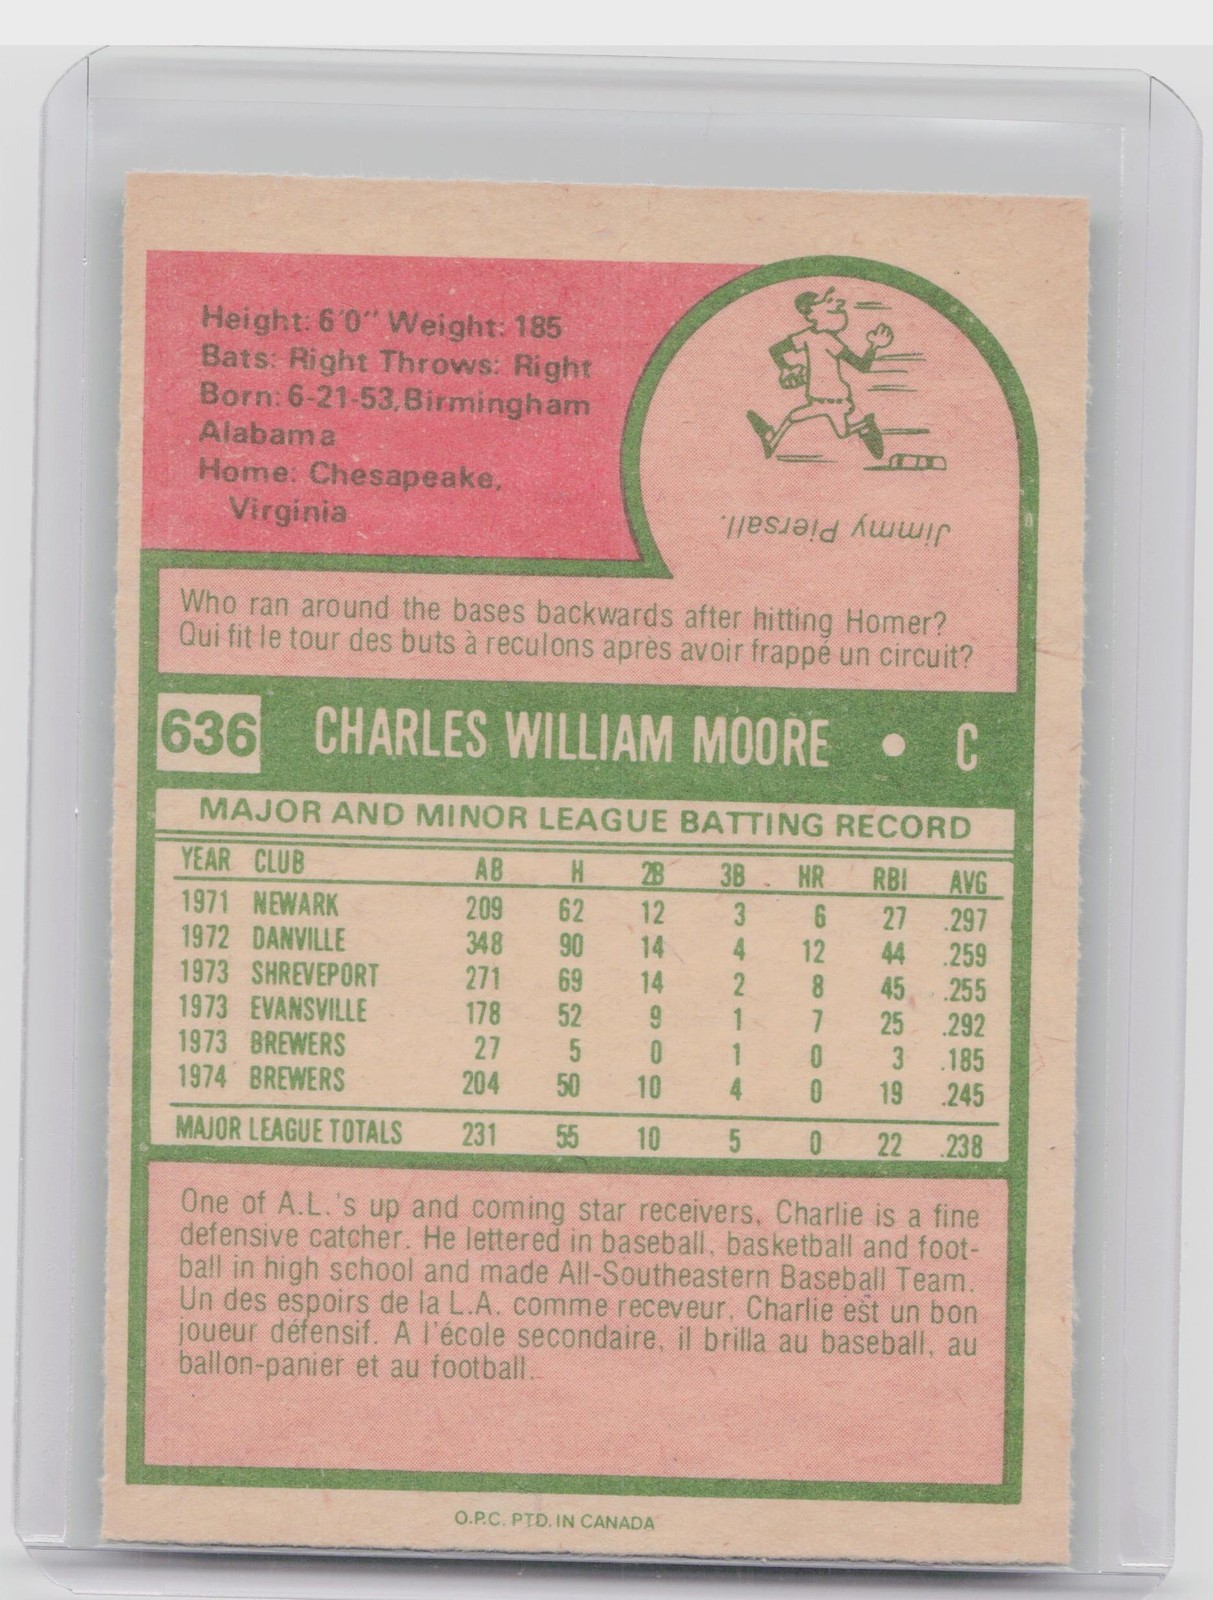 Height: 6'0" Weight: 185
Bats: Right Throws: Right
Born: 6-21-53, Birmingham
Alabama
Home: Chesapeake,
Virginia
Jimmy Piersall.
Who ran around the bases backwards after hitting Homer?
Qui fit le tour des buts à reculons après avoir frappé un circuit?
636 CHARLES WILLIAM MOORE • C
MAJOR AND MINOR LEAGUE BATTING RECORD
YEAR CLUB AB H 2B 3B HR RBI AVG
1971 NEWARK 209 62 12 3 6 27 .297
1972 DANVILLE 348 90 14 4 12 44 .259
1973 SHREVEPORT 271 69 14 2 8 45 .255
1973 EVANSVILLE 178 52 9 1 7 25 .292
1973 BREWERS 27 5 0 1 0 3 .185
1974 BREWERS 204 50 10 4 0 19 .245
MAJOR LEAGUE TOTALS 231 55 10 5 0 22 .238
One of A.L.'s up and coming star receivers, Charlie is a fine
defensive catcher. He lettered in baseball, basketball and foot-
ball in high school and made All-Southeastern Baseball Team.
Un des espoirs de la L.A. comme receveur, Charlie est un bon
joueur défensif. A l'école secondaire, il brilla au baseball, au
ballon-panier et au football.
O.P.C. PTD. IN CANADA